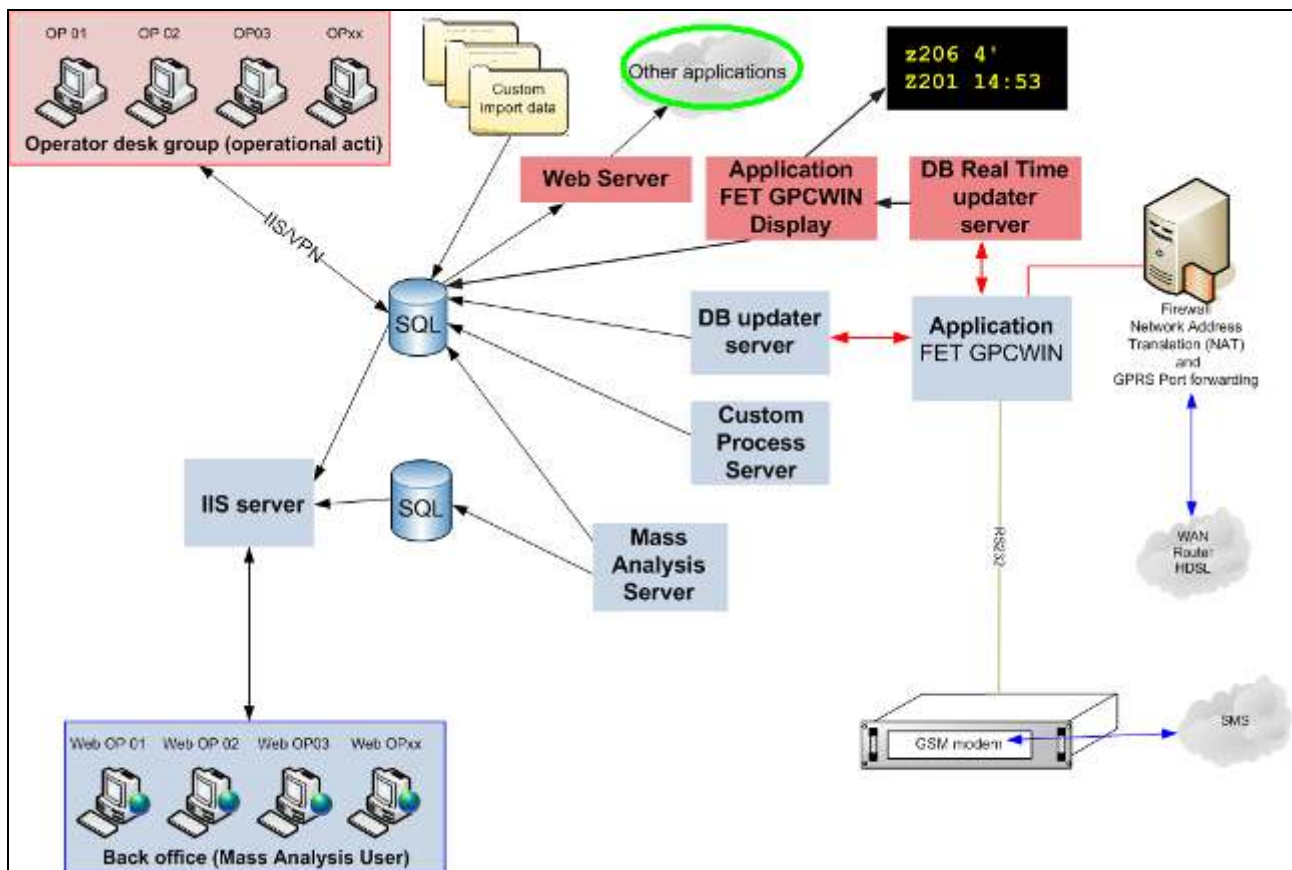 OP 01
OP 02
OP03
OPxx
Operator desk group (operational acti)
Custom
import data
Other applications
z206 4'
z201 14:53
Web Server
Application
FET GPCWIN
Display
DB Real Time
updater
server
IIS/VPN
SQL
DB updater
server
Application
FET GPCWIN
Firewall
Network Address
Translation (NAT)
and
GPRS Port forwarding
Custom
Process
Server
IIS server
SQL
Mass
Analysis
Server
RS232
WAN
Router
HDSL
GSM modem
SMS
Web OP 01
Web OP 02
Web OP03
Web OPxx
Back office (Mass Analysis User)